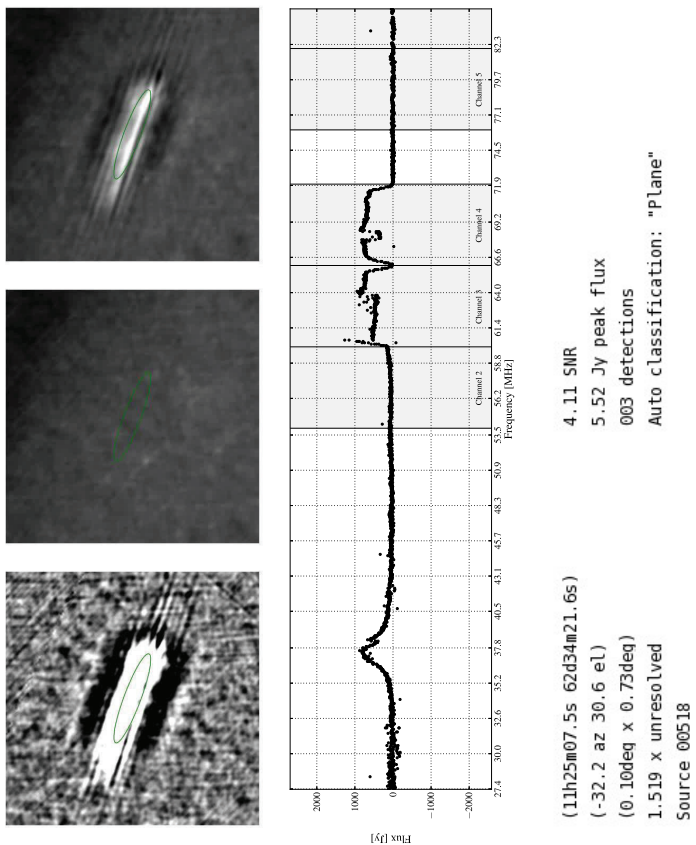 2000
1000
0
−1000
−2000
Flux [Jy]
27.4
30.0
32.6
35.2
37.8
40.5
43.1
45.7
48.3
50.9
53.5
56.2
58.8
61.4
64.0
66.6
69.2
71.9
74.5
77.1
79.7
82.3
Frequency [MHz]
Channel 2
Channel 3
Channel 4
Channel 5
(11h25m07.5s 62d34m21.6s)
(-32.2 az 30.6 el)
(0.10deg x 0.73deg)
1.519 x unresolved
Source 00518
4.11 SNR
5.52 Jy peak flux
003 detections
Auto classification: "Plane"